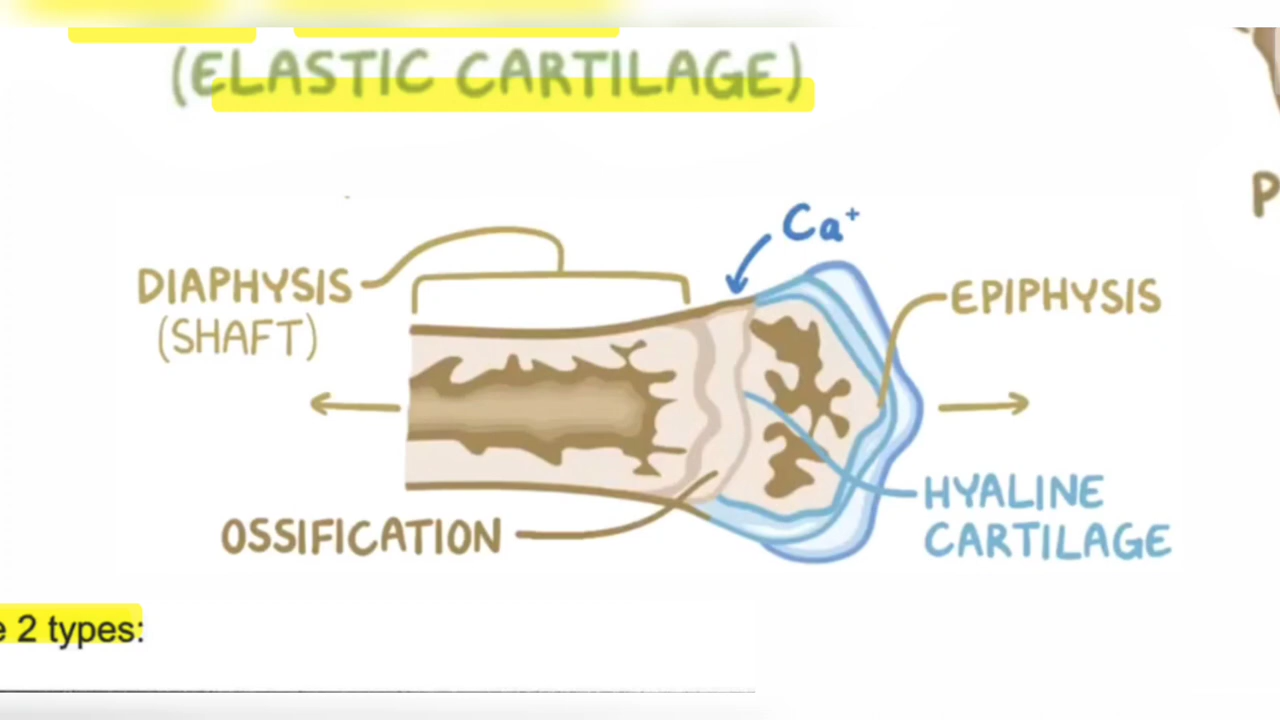 (ELASTIC CARTILAGE)
Ca⁺
DIAPHYSIS
(SHAFT)
EPIPHYSIS
P
HYALINE
CARTILAGE
OSSIFICATION
e 2 types: